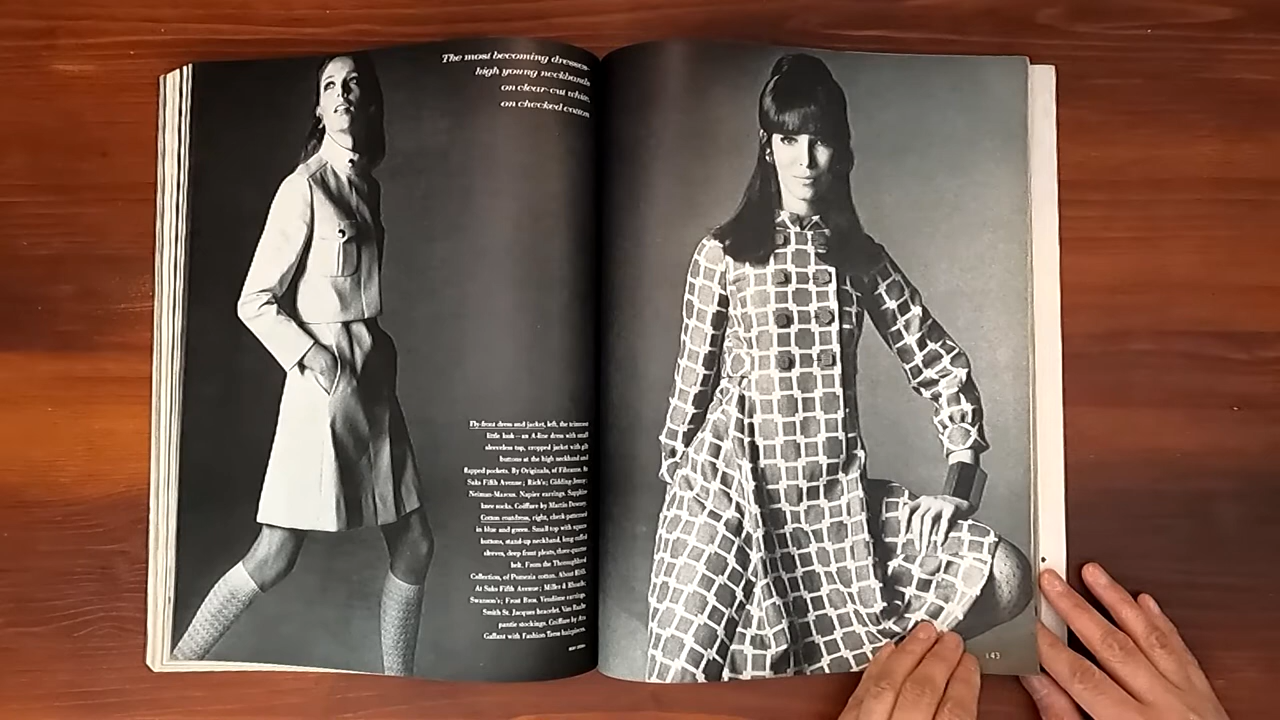 The most becoming dresses—
high young neckbands
on clear-cut white,
on checked cotton
Fly-front dress and jacket, left, the trimmest
little look—an A-line dress with small
sleeveless top, cropped jacket with gilt
buttons at the high neckband and
flapped pockets. By Originals, of Fibranne. At
Saks Fifth Avenue; Rich's; Gidding-Jenny;
Neiman-Marcus. Napier earrings. Sapphire
knee socks. Coiffure by Martin Downey.
Cotton coatdress, right, check-patterned
in blue and green. Small top with square
buttons, stand-up neckband, long cuffed
sleeves, deep front pleats, three-quarter
belt. From the Thoroughbred
Collection, of Pomezia cotton. About
At Saks Fifth Avenue; Miller & Rhoads;
Swanson's; Frost Bros. Vendôme earrings.
Smith St. Jacques bracelet. Van Raalte
pantie stockings. Coiffure by Ara
Gallant with Fashion Tress hairpieces.
143